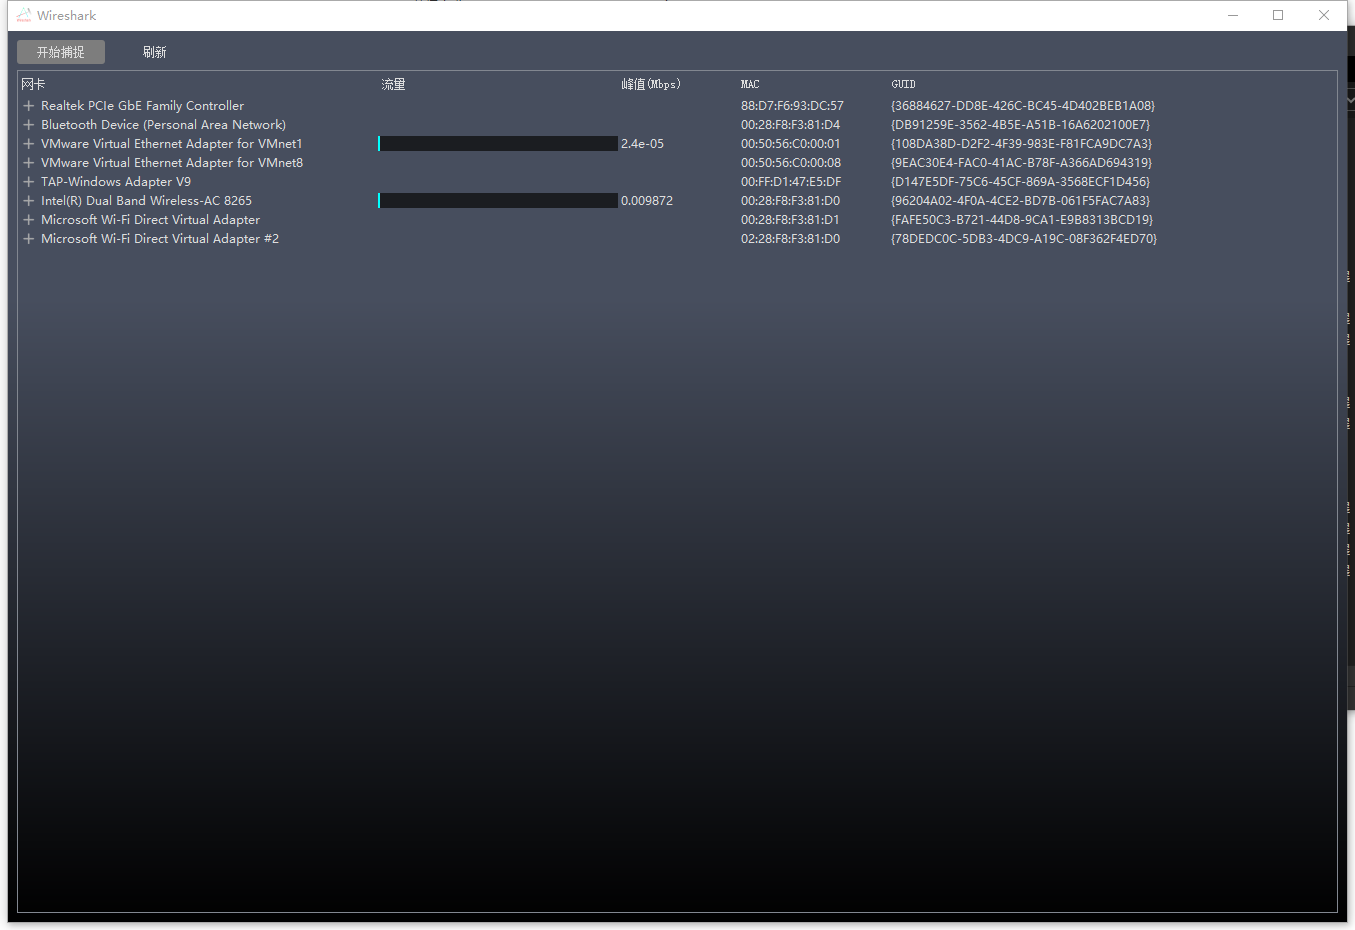 Wireshark
开始捕捉 刷新
网卡 流量 峰值(Mbps) MAC GUID
Realtek PCIe GbE Family Controller 88:D7:F6:93:DC:57 {36884627-DD8E-426C-BC45-4D402BEB1A08}
Bluetooth Device (Personal Area Network) 00:28:F8:F3:81:D4 {DB91259E-3562-4B5E-A51B-16A6202100E7}
VMware Virtual Ethernet Adapter for VMnet1 2.4e-05 00:50:56:C0:00:01 {108DA38D-D2F2-4F39-983E-F81FCA9DC7A3}
VMware Virtual Ethernet Adapter for VMnet8 00:50:56:C0:00:08 {9EAC30E4-FAC0-41AC-B78F-A366AD694319}
TAP-Windows Adapter V9 00:FF:D1:47:E5:DF {D147E5DF-75C6-45CF-869A-3568ECF1D456}
Intel(R) Dual Band Wireless-AC 8265 0.009872 00:28:F8:F3:81:D0 {96204A02-4F0A-4CE2-BD7B-061F5FAC7A83}
Microsoft Wi-Fi Direct Virtual Adapter 00:28:F8:F3:81:D1 {FAFE50C3-B721-44D8-9CA1-E9B8313BCD19}
Microsoft Wi-Fi Direct Virtual Adapter #2 02:28:F8:F3:81:D0 {78DEDC0C-5DB3-4DC9-A19C-08F362F4ED70}